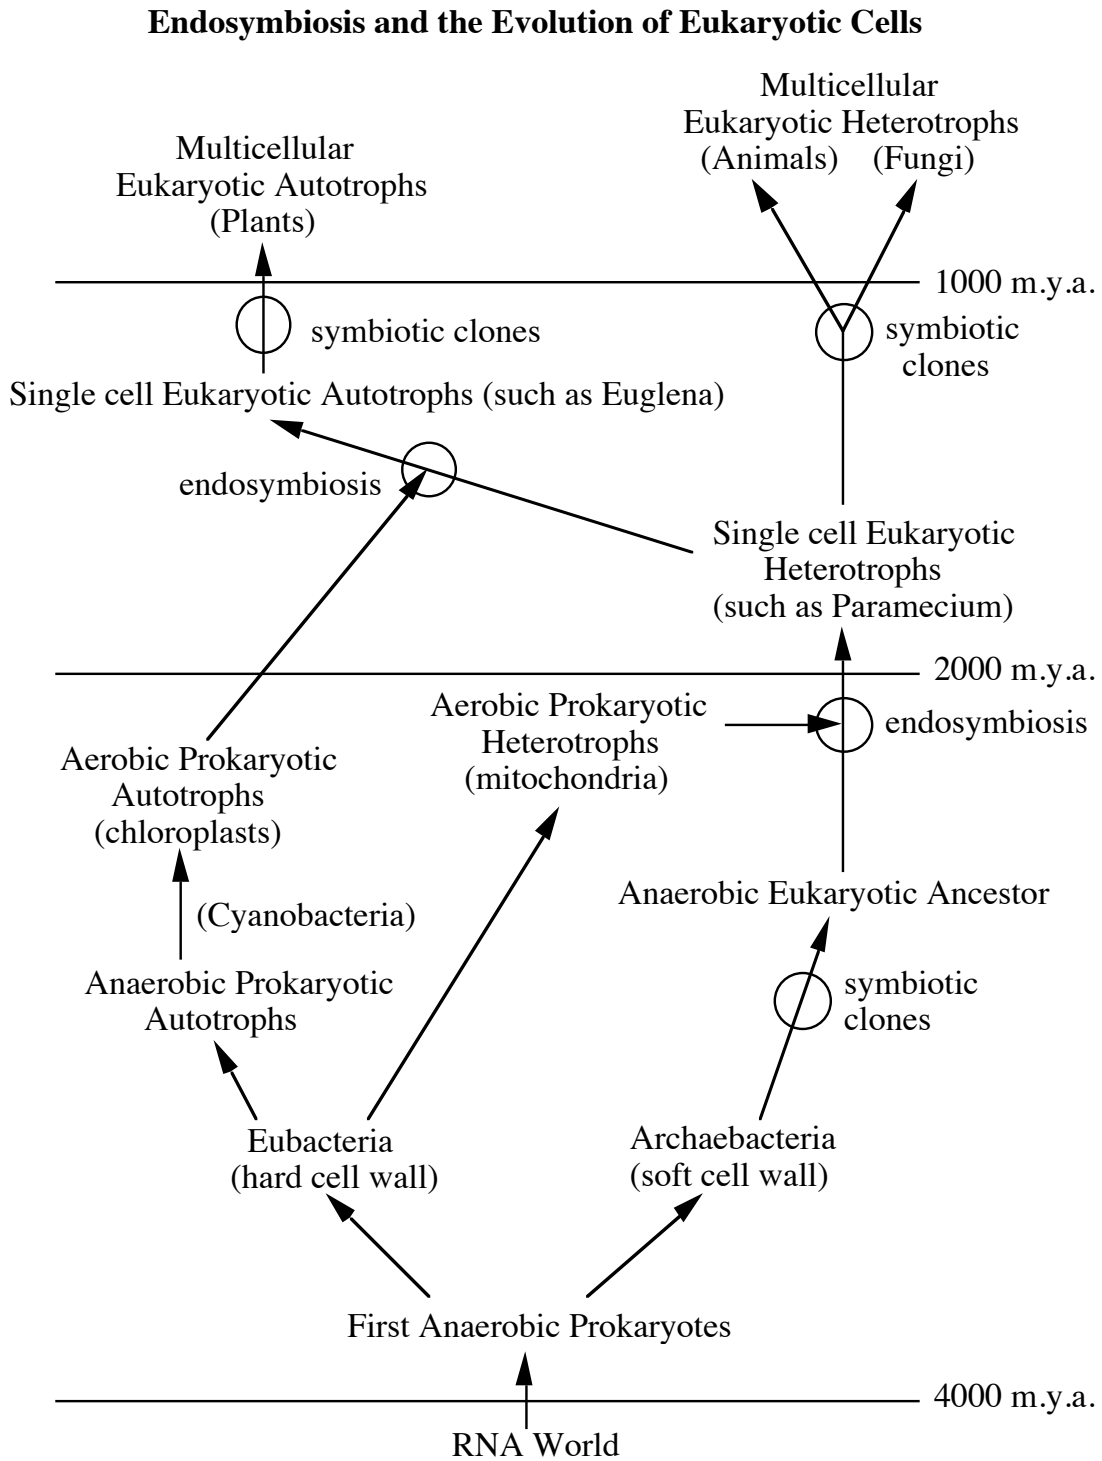 Endosymbiosis and the Evolution of Eukaryotic Cells
Multicellular
Eukaryotic Heterotrophs
(Animals) (Fungi)
Multicellular
Eukaryotic Autotrophs
(Plants)
1000 m.y.a.
symbiotic clones
symbiotic
clones
Single cell Eukaryotic Autotrophs (such as Euglena)
endosymbiosis
Single cell Eukaryotic
Heterotrophs
(such as Paramecium)
2000 m.y.a.
Aerobic Prokaryotic
Heterotrophs
(mitochondria)
endosymbiosis
Aerobic Prokaryotic
Autotrophs
(chloroplasts)
Anaerobic Eukaryotic Ancestor
(Cyanobacteria)
Anaerobic Prokaryotic
Autotrophs
symbiotic
clones
Eubacteria
(hard cell wall)
Archaebacteria
(soft cell wall)
First Anaerobic Prokaryotes
4000 m.y.a.
RNA World